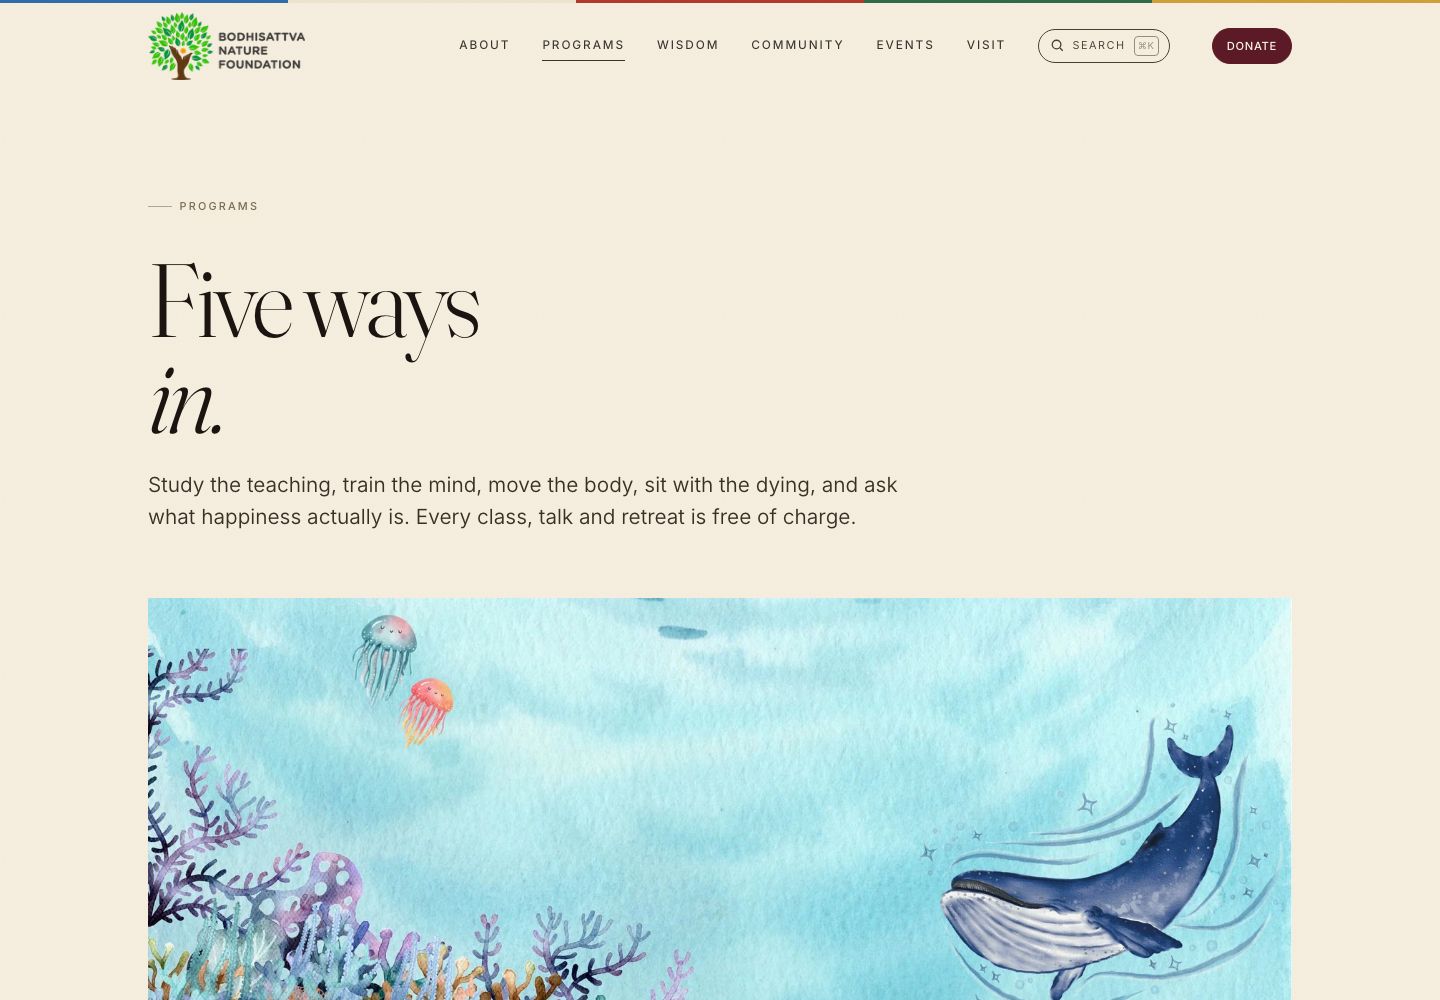 BODHISATTVA
NATURE
FOUNDATION
ABOUT
PROGRAMS
WISDOM
COMMUNITY
EVENTS
VISIT
SEARCH ⌘K
DONATE
PROGRAMS
Five ways
in.
Study the teaching, train the mind, move the body, sit with the dying, and ask
what happiness actually is. Every class, talk and retreat is free of charge.